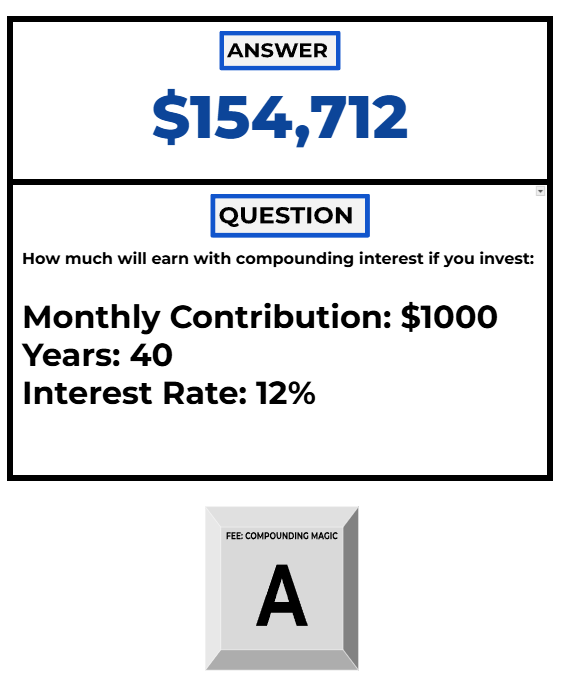 ANSWER
$154,712
QUESTION
How much will earn with compounding interest if you invest:
Monthly Contribution: $1000
Years: 40
Interest Rate: 12%
FEE: COMPOUNDING MAGIC
A